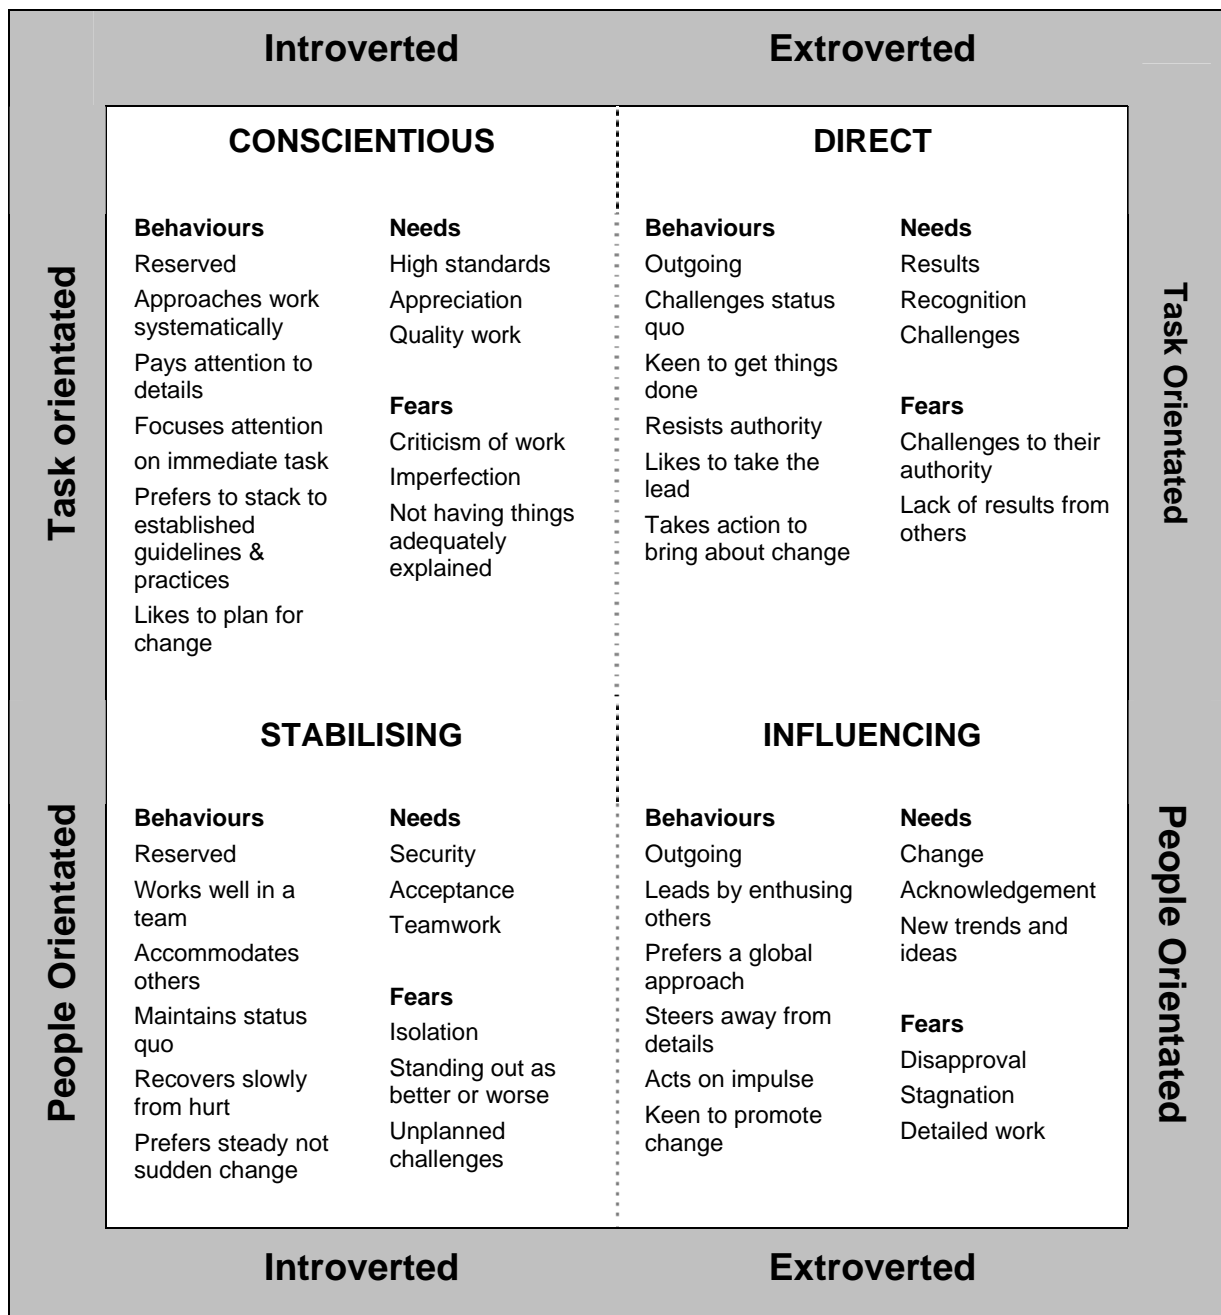 Introverted
Extroverted
Task orientated
Task Orientated
CONSCIENTIOUS
Behaviours
Reserved
Approaches work
systematically
Pays attention to
details
Focuses attention
on immediate task
Prefers to stack to
established
guidelines &
practices
Likes to plan for
change
Needs
High standards
Appreciation
Quality work
Fears
Criticism of work
Imperfection
Not having things
adequately
explained
DIRECT
Behaviours
Outgoing
Challenges status
quo
Keen to get things
done
Resists authority
Likes to take the
lead
Takes action to
bring about change
Needs
Results
Recognition
Challenges
Fears
Challenges to their
authority
Lack of results from
others
People Orientated
People Orientated
STABILISING
Behaviours
Reserved
Works well in a
team
Accommodates
others
Maintains status
quo
Recovers slowly
from hurt
Prefers steady not
sudden change
Needs
Security
Acceptance
Teamwork
Fears
Isolation
Standing out as
better or worse
Unplanned
challenges
INFLUENCING
Behaviours
Outgoing
Leads by enthusing
others
Prefers a global
approach
Steers away from
details
Acts on impulse
Keen to promote
change
Needs
Change
Acknowledgement
New trends and
ideas
Fears
Disapproval
Stagnation
Detailed work
Introverted
Extroverted